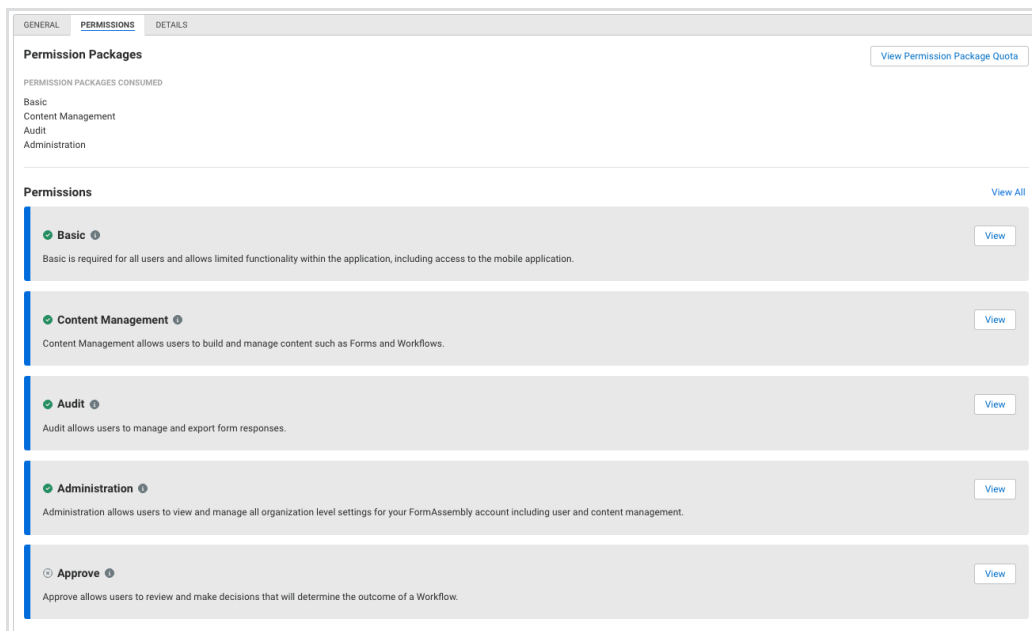 GENERAL
PERMISSIONS
DETAILS
Permission Packages
View Permission Package Quota
PERMISSION PACKAGES CONSUMED
Basic
Content Management
Audit
Administration
Permissions
View All
Basic
View
Basic is required for all users and allows limited functionality within the application, including access to the mobile application.
Content Management
View
Content Management allows users to build and manage content such as Forms and Workflows.
Audit
View
Audit allows users to manage and export form responses.
Administration
View
Administration allows users to view and manage all organization level settings for your FormAssembly account including user and content management.
Approve
View
Approve allows users to review and make decisions that will determine the outcome of a Workflow.